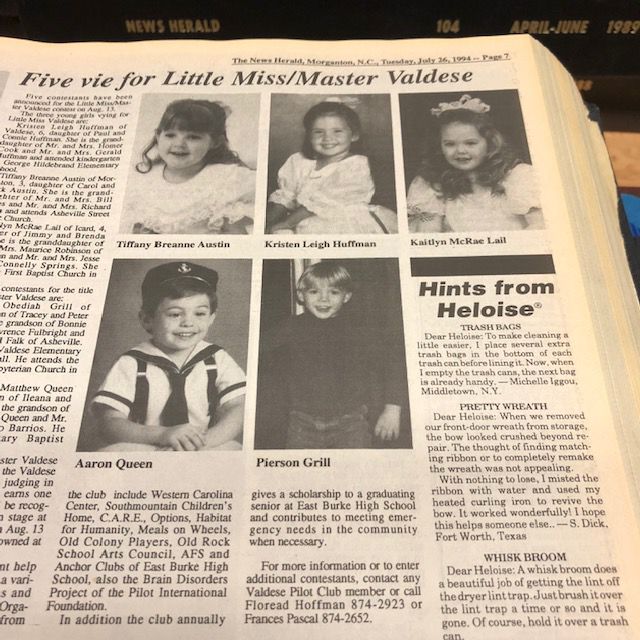 NEWS HERALD
104
APRIL-JUNE 1989
The News Herald, Morganton, N.C., Tuesday, July 26, 1994 -- Page 7
Five vie for Little Miss/Master Valdese
Five contestants have been
announced for the Little Miss/Mas-
ter Valdese contest on Aug. 13.
The three young girls vying for
Little Miss Valdese are:
Kristen Leigh Huffman of
Valdese, 6, daughter of Paul and
Connie Huffman. She is the grand-
daughter of Mr. and Mrs. Homer
Cook and Mr. and Mrs. Gerald
Huffman and attended kindergarten
George Hildebrand Elementary
Tiffany Breanne Austin of Mor-
3, daughter of Carol and
Austin. She is the grand-
daughter of Mr. and Mrs. Bill
and Mr. and Mrs. Richard
and attends Asheville Street
Church.
McRae Lail of Icard, 4,
of Jimmy and Brenda
is the granddaughter of
Mrs. Maurice Robinson of
and Mr. and Mrs. Jesse
Connelly Springs. She
First Baptist Church in
contestants for the title
Valdese are:
Obediah Grill of
of Tracey and Peter
grandson of Bonnie
Fulbright and
Falk of Asheville.
Valdese Elementary
He attends the
Church in
Matthew Queen
of Ileana and
the grandson of
Queen and Mr.
Barrios. He
Baptist
Valdese
the Valdese
judging in
earns one
be recog-
stage at
Aug. 13
at
help
a vari-
and
Orga-
from
Tiffany Breanne Austin
Kristen Leigh Huffman
Kaitlyn McRae Lail
Aaron Queen
Pierson Grill
the club include Western Carolina
Center, Southmountain Children's
Home, C.A.R.E., Options, Habitat
for Humanity, Meals on Wheels,
Old Colony Players, Old Rock
School Arts Council, AFS and
Anchor Clubs of East Burke High
School, also the Brain Disorders
Project of the Pilot International
Foundation.
In addition the club annually
gives a scholarship to a graduating
senior at East Burke High School
and contributes to meeting emer-
gency needs in the community
when necessary.
For more information or to enter
additional contestants, contact any
Valdese Pilot Club member or call
Floread Hoffman 874-2923 or
Frances Pascal 874-2652.
Hints from
Heloise®
TRASH BAGS
Dear Heloise: To make cleaning a
little easier, I place several extra
trash bags in the bottom of each
trash can before lining it. Now, when
I empty the trash cans, the next bag
is already handy. — Michelle Iggou,
Middletown, N.Y.
PRETTY WREATH
Dear Heloise: When we removed
our front-door wreath from storage,
the bow looked crushed beyond re-
pair. The thought of finding match-
ing ribbon or to completely remake
the wreath was not appealing.
With nothing to lose, I misted the
ribbon with water and used my
heated curling iron to revive the
bow. It worked wonderfully! I hope
this helps someone else.. — S. Dick,
Fort Worth, Texas
WHISK BROOM
Dear Heloise: A whisk broom does
a beautiful job of getting the lint off
the dryer lint trap. Just brush it over
the lint trap a time or so and it is
gone. Of course, hold it over a trash
can.